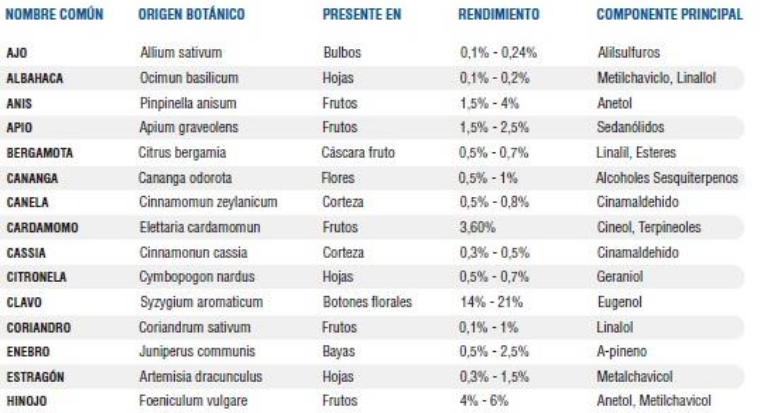 NOMBRE COMÚN ORIGEN BOTÁNICO PRESENTE EN RENDIMIENTO COMPONENTE PRINCIPAL
AJO Allium sativum Bulbos 0,1% - 0,24% Alilsulfuros
ALBAHACA Ocimun basilicum Hojas 0,1% - 0,2% Metilchaviclo, Linallol
ANIS Pinpinella anisum Frutos 1,5% - 4% Anetol
APIO Apium graveolens Frutos 1,5% - 2,5% Sedanólidos
BERGAMOTA Citrus bergamia Cáscara fruto 0,5% - 0,7% Linalil, Esteres
CANANGA Cananga odorota Flores 0,5% - 1% Alcoholes Sesquiterpenos
CANELA Cinnamomun zeylanicum Corteza 0,5% - 0,8% Cinamaldehido
CARDAMOMO Elettaria cardamomun Frutos 3,60% Cineol, Terpineoles
CASSIA Cinnamonun cassia Corteza 0,3% - 0,5% Cinamaldehido
CITRONELA Cymbopogon nardus Hojas 0,5% - 0,7% Geraniol
CLAVO Syzygium aromaticum Botones florales 14% - 21% Eugenol
CORIANDRO Coriandrum sativum Frutos 0,1% - 1% Linalol
ENEBRO Juniperus communis Bayas 0,5% - 2,5% A-pineno
ESTRAGÓN Artemisia dracunculus Hojas 0,3% - 1,5% Metalchavicol
HINOJO Foeniculum vulgare Frutos 4% - 6% Anetol, Metilchavicol